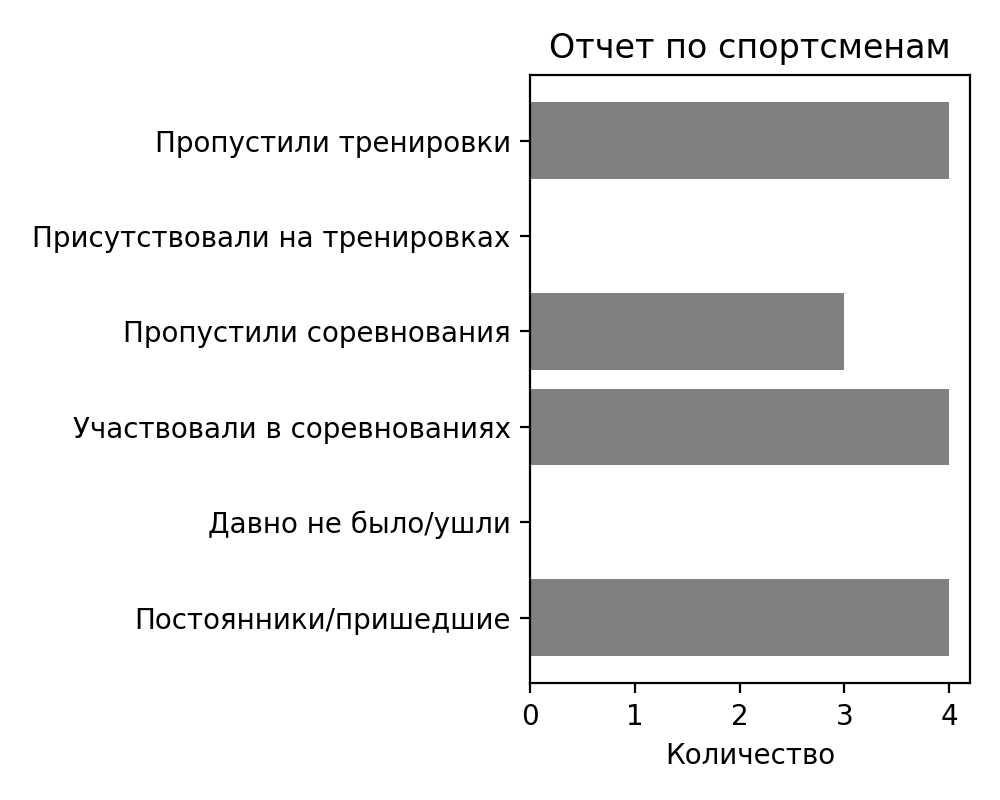 Отчет по спортсменам
Пропустили тренировки
Присутствовали на тренировках
Пропустили соревнования
Участвовали в соревнованиях
Давно не было/ушли
Постоянники/пришедшие
0 1 2 3 4
Количество